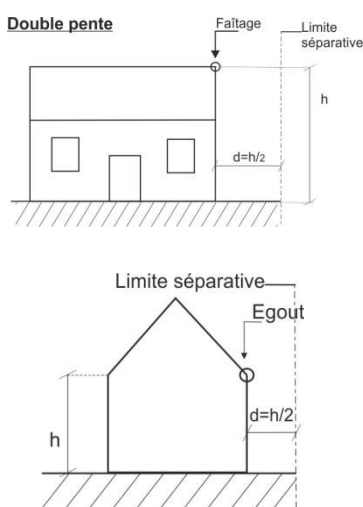 Double pente
Faîtage
Limite
séparative
h
d=h/2
Limite séparative
Egout
h
d=h/2